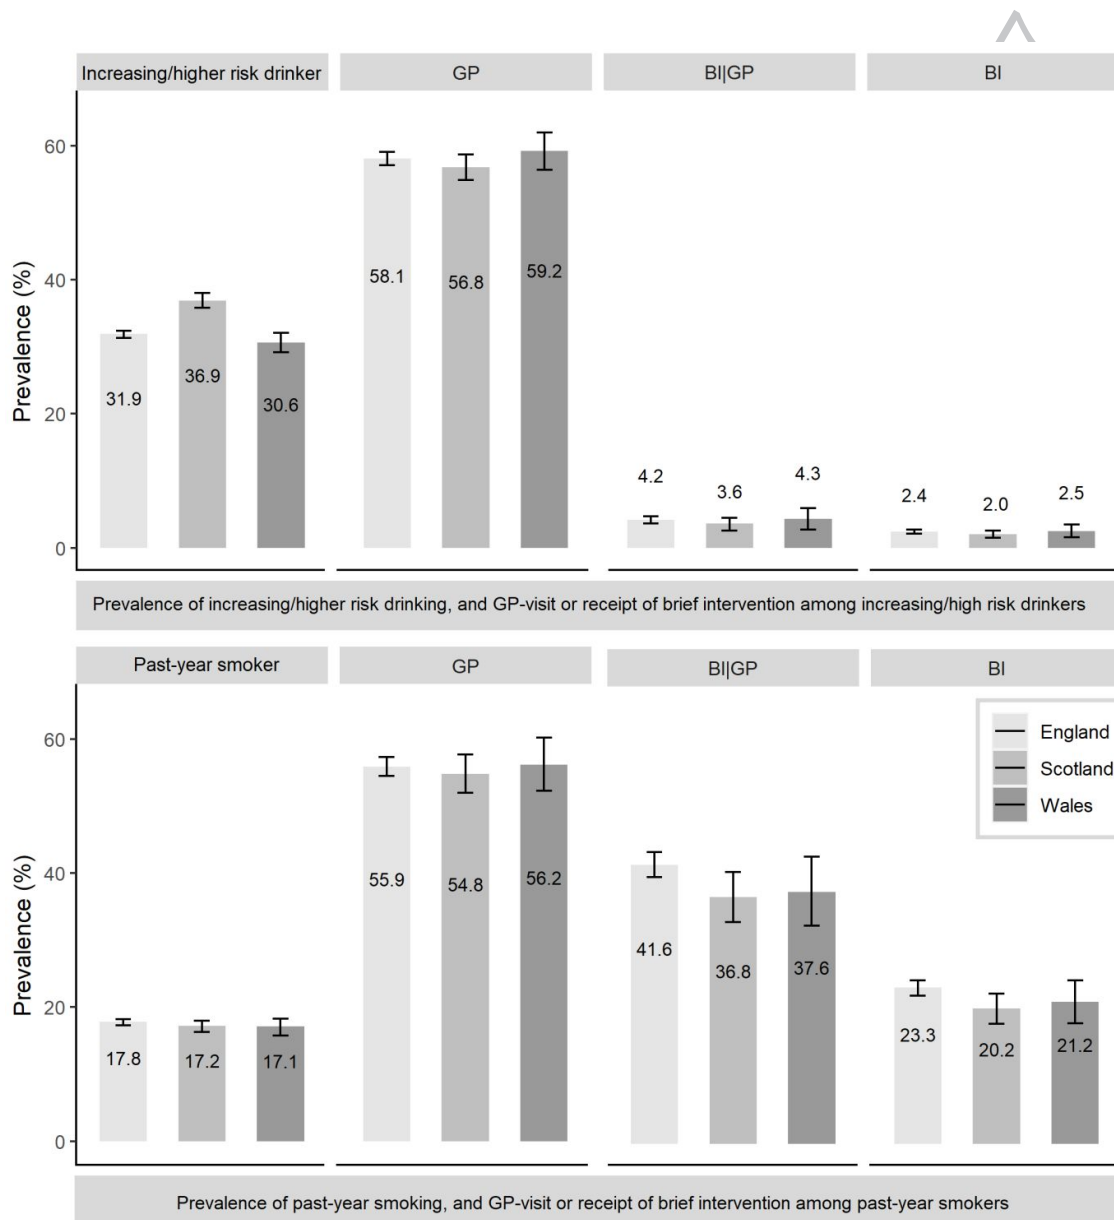 Increasing/higher risk drinker GP BI|GP BI
Prevalence (%)
60
40
20
0
31.9 36.9 30.6
58.1 56.8 59.2
4.2 3.6 4.3
2.4 2.0 2.5
Prevalence of increasing/higher risk drinking, and GP-visit or receipt of brief intervention among increasing/high risk drinkers
Past-year smoker GP BI|GP BI
England
Scotland
Wales
Prevalence (%)
60
40
20
0
17.8 17.2 17.1
55.9 54.8 56.2
41.6 36.8 37.6
23.3 20.2 21.2
Prevalence of past-year smoking, and GP-visit or receipt of brief intervention among past-year smokers